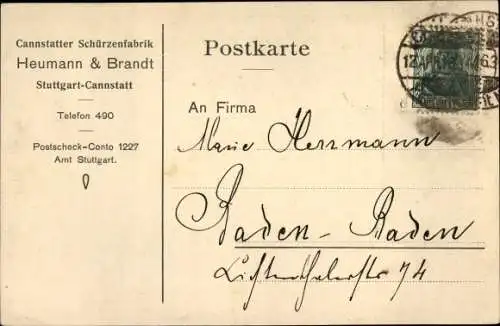 Cannstatter Schürzenfabrik
Heumann & Brandt
Stuttgart-Cannstatt
Telefon 490
Postscheck-Conto 1227
Amt Stuttgart.
Postkarte
An Firma
Marie Herrmann
Baden-Baden
Lichtenthalerstr 74